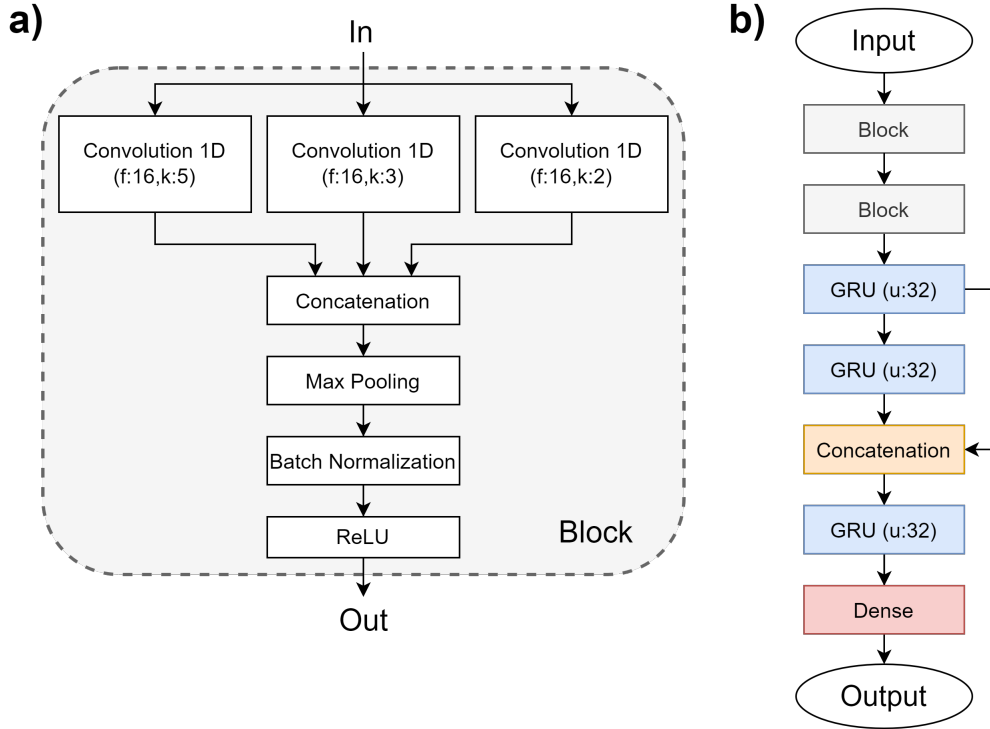 a)
In
Convolution 1D
(f:16,k:5)
Convolution 1D
(f:16,k:3)
Convolution 1D
(f:16,k:2)
Concatenation
Max Pooling
Batch Normalization
ReLU
Block
Out
b)
Input
Block
Block
GRU (u:32)
GRU (u:32)
Concatenation
GRU (u:32)
Dense
Output